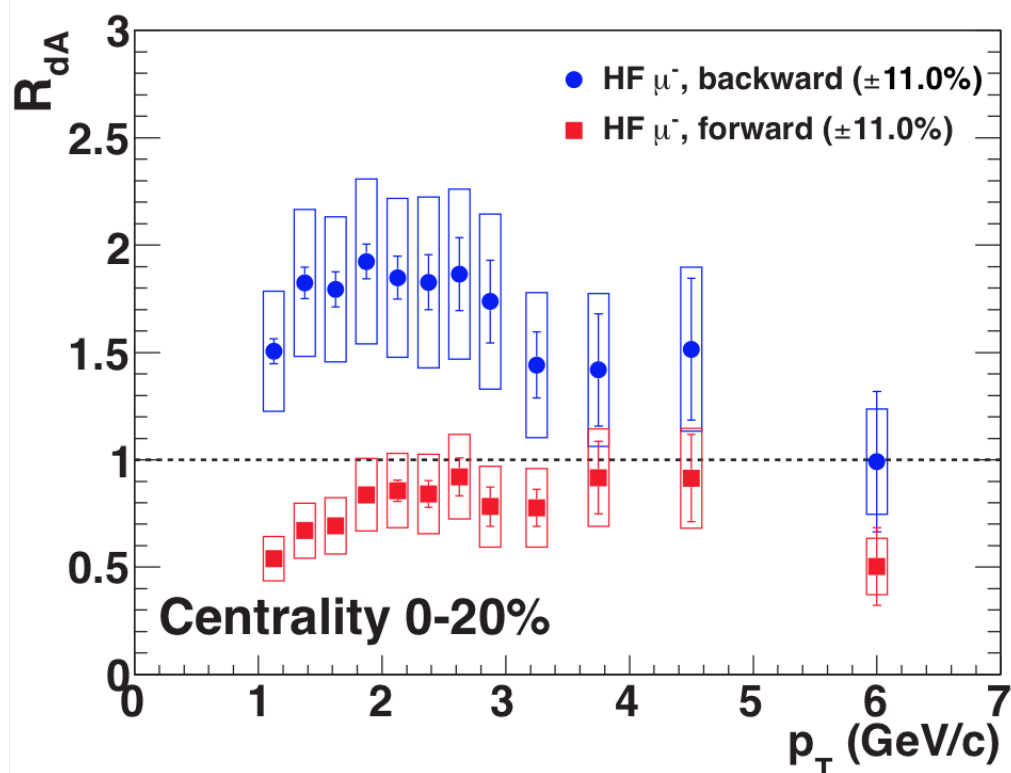 R_dA
3
2.5
2
1.5
1
0.5
0
HF μ⁻, backward (±11.0%)
HF μ⁻, forward (±11.0%)
Centrality 0-20%
0 1 2 3 4 5 6 7
p_T (GeV/c)